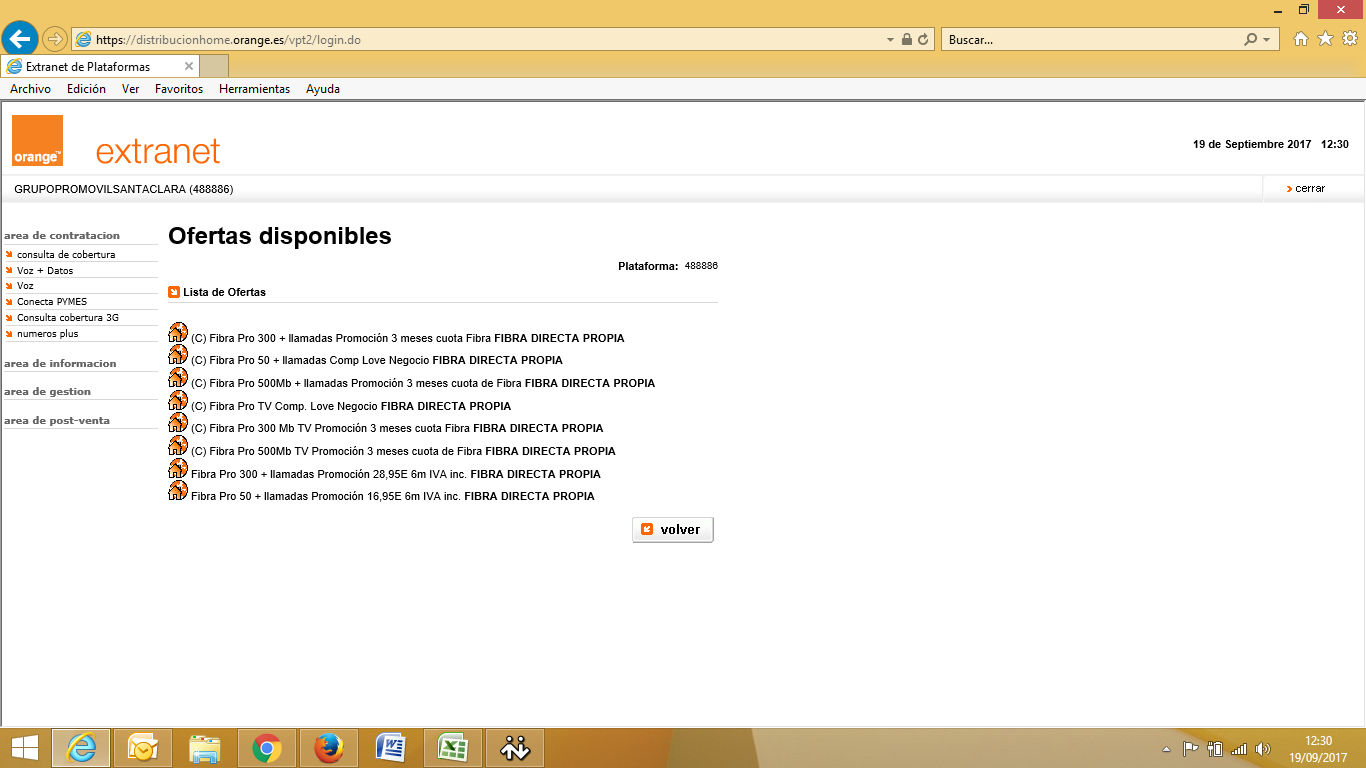 https://distribucionhome.orange.es/vpt2/login.do
Buscar...
Extranet de Plataformas
Archivo Edición Ver Favoritos Herramientas Ayuda
orange™
extranet
19 de Septiembre 2017 12:30
GRUPOPROMOVILSANTACLARA (488886)
cerrar
area de contratacion
consulta de cobertura
Voz + Datos
Voz
Conecta PYMES
Consulta cobertura 3G
numeros plus
area de informacion
area de gestion
area de post-venta
Ofertas disponibles
Plataforma: 488886
Lista de Ofertas
(C) Fibra Pro 300 + llamadas Promoción 3 meses cuota Fibra FIBRA DIRECTA PROPIA
(C) Fibra Pro 50 + llamadas Comp Love Negocio FIBRA DIRECTA PROPIA
(C) Fibra Pro 500Mb + llamadas Promoción 3 meses cuota de Fibra FIBRA DIRECTA PROPIA
(C) Fibra Pro TV Comp. Love Negocio FIBRA DIRECTA PROPIA
(C) Fibra Pro 300 Mb TV Promoción 3 meses cuota Fibra FIBRA DIRECTA PROPIA
(C) Fibra Pro 500Mb TV Promoción 3 meses cuota de Fibra FIBRA DIRECTA PROPIA
Fibra Pro 300 + llamadas Promoción 28,95E 6m IVA inc. FIBRA DIRECTA PROPIA
Fibra Pro 50 + llamadas Promoción 16,95E 6m IVA inc. FIBRA DIRECTA PROPIA
volver
12:30
19/09/2017